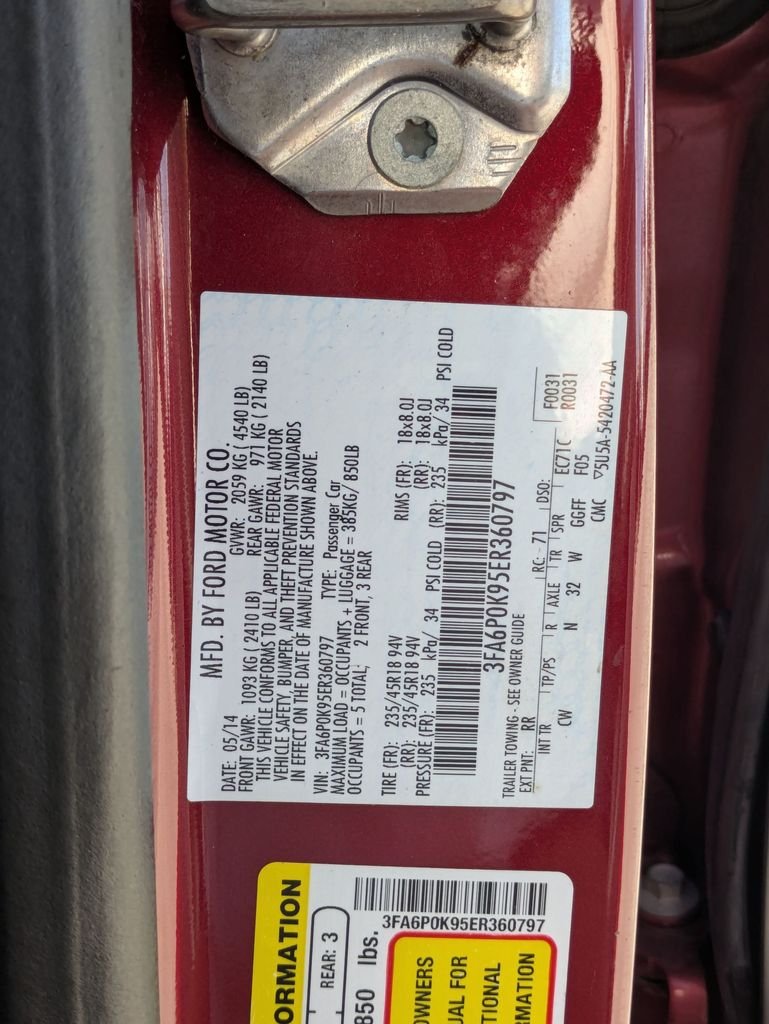 MFD. BY FORD MOTOR CO.
DATE: 05/14 GVWR: 2059 KG ( 4540 LB)
FRONT GAWR: 1093 KG ( 2410 LB) REAR GAWR: 971 KG ( 2140 LB)
THIS VEHICLE CONFORMS TO ALL APPLICABLE FEDERAL MOTOR
VEHICLE SAFETY, BUMPER, AND THEFT PREVENTION STANDARDS
IN EFFECT ON THE DATE OF MANUFACTURE SHOWN ABOVE.
VIN: 3FA6P0K95ER360797 TYPE: Passenger Car
MAXIMUM LOAD = OCCUPANTS + LUGGAGE = 385KG/ 850LB
OCCUPANTS = 5 TOTAL; 2 FRONT, 3 REAR
TIRE (FR): 235/45R18 94V RIMS (FR): 18x8.0J
(RR): 235/45R18 94V (RR): 18x8.0J
PRESSURE (FR): 235 kPa/ 34 PSI COLD (RR): 235 kPa/ 34 PSI COLD
3FA6P0K95ER360797
TRAILER TOWING - SEE OWNER GUIDE
EXT PNT: RR RC: 71 DSO: EC71C F0031
R0031
INT TR TP/PS R AXLE TR SPR F05
CW N 32 W GGFF
CMC ▽5U5A-5420472-AA
ORMATION
REAR: 3
850 lbs.
3FA6P0K95ER360797
OWNERS
UAL FOR
TIONAL
RMATION